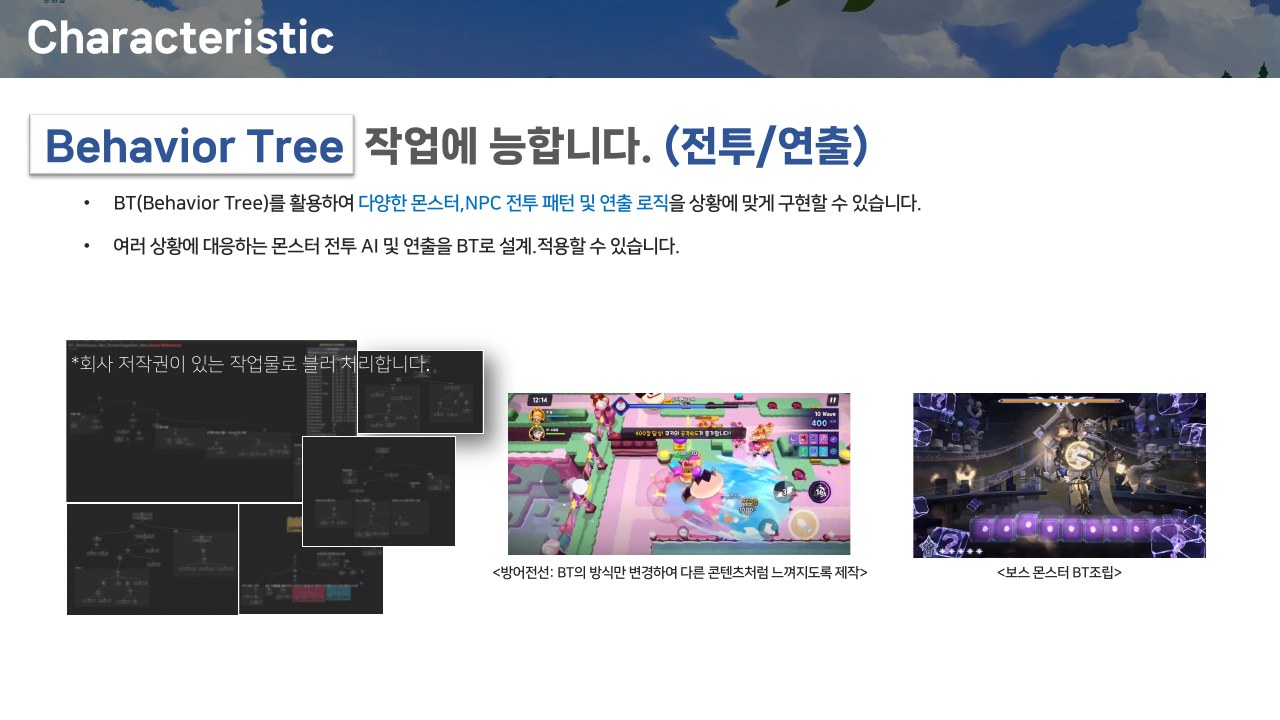 Characteristic
Behavior Tree 작업에 능합니다. (전투/연출)
• BT(Behavior Tree)를 활용하여 다양한 몬스터,NPC 전투 패턴 및 연출 로직을 상황에 맞게 구현할 수 있습니다.
• 여러 상황에 대응하는 몬스터 전투 AI 및 연출을 BT로 설계.적용할 수 있습니다.
*회사 저작권이 있는 작업물로 블러 처리합니다.
12:14
10 Wave
400
<방어전선: BT의 방식만 변경하여 다른 콘텐츠처럼 느껴지도록 제작>
<보스 몬스터 BT조립>